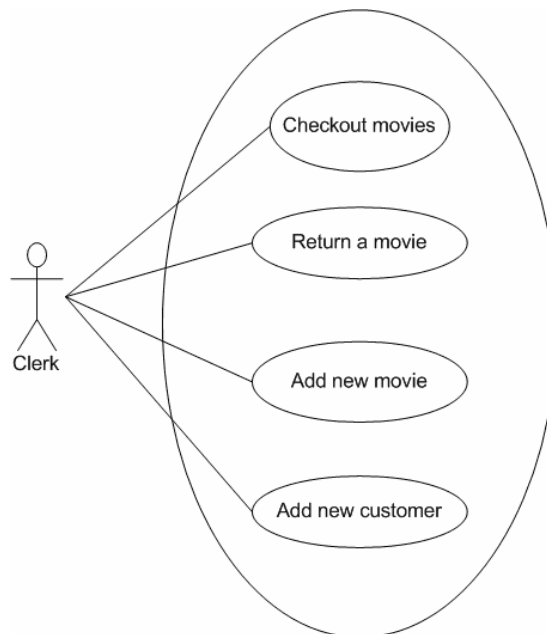 Checkout movies
Return a movie
Clerk
Add new movie
Add new customer